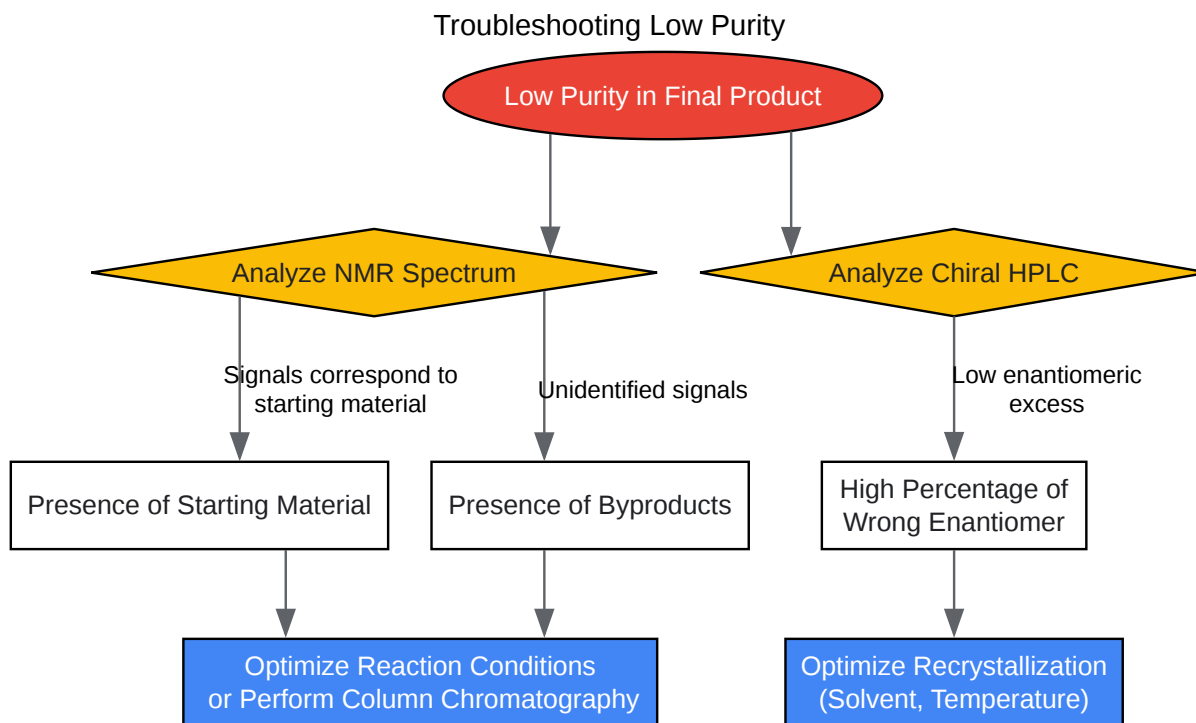 Troubleshooting Low Purity
Low Purity in Final Product
Analyze NMR Spectrum
Analyze Chiral HPLC
Signals correspond to
starting material
Unidentified signals
Low enantiomeric
excess
Presence of Starting Material
Presence of Byproducts
High Percentage of
Wrong Enantiomer
Optimize Reaction Conditions
or Perform Column Chromatography
Optimize Recrystallization
(Solvent, Temperature)